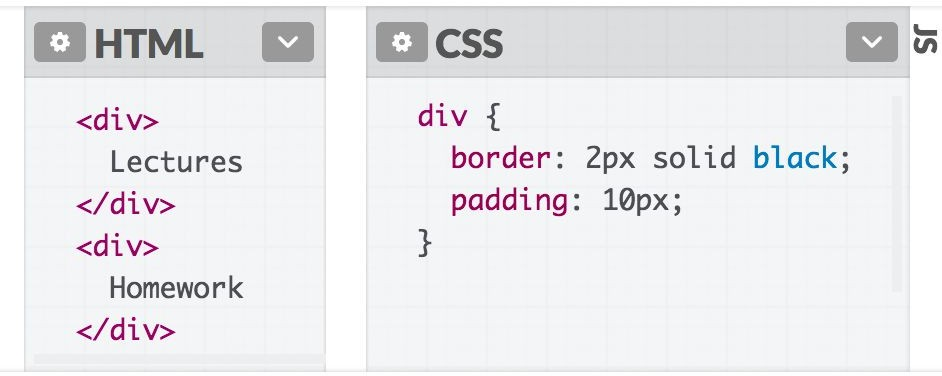 HTML
<div>
  Lectures
</div>
<div>
  Homework
</div>
CSS
div {
  border: 2px solid black;
  padding: 10px;
}
JS